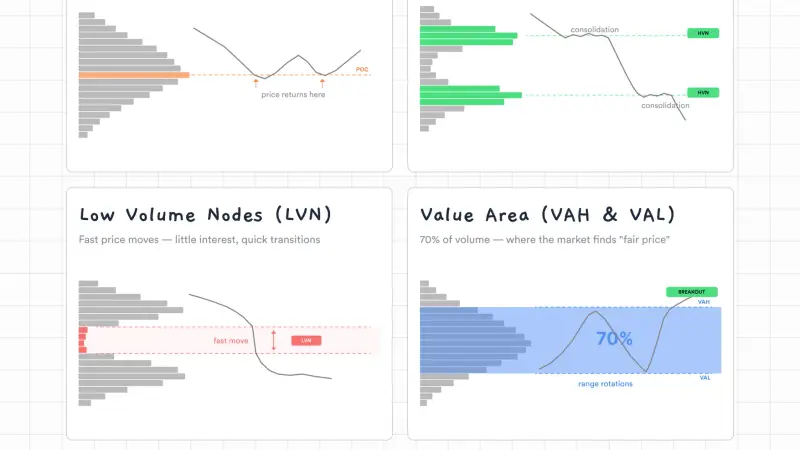 POC
price returns here
consolidation
HVN
HVN
consolidation
Low Volume Nodes (LVN)
Fast price moves — little interest, quick transitions
fast move
LVN
Value Area (VAH & VAL)
70% of volume — where the market finds "fair price"
BREAKOUT
VAH
70%
VAL
range rotations